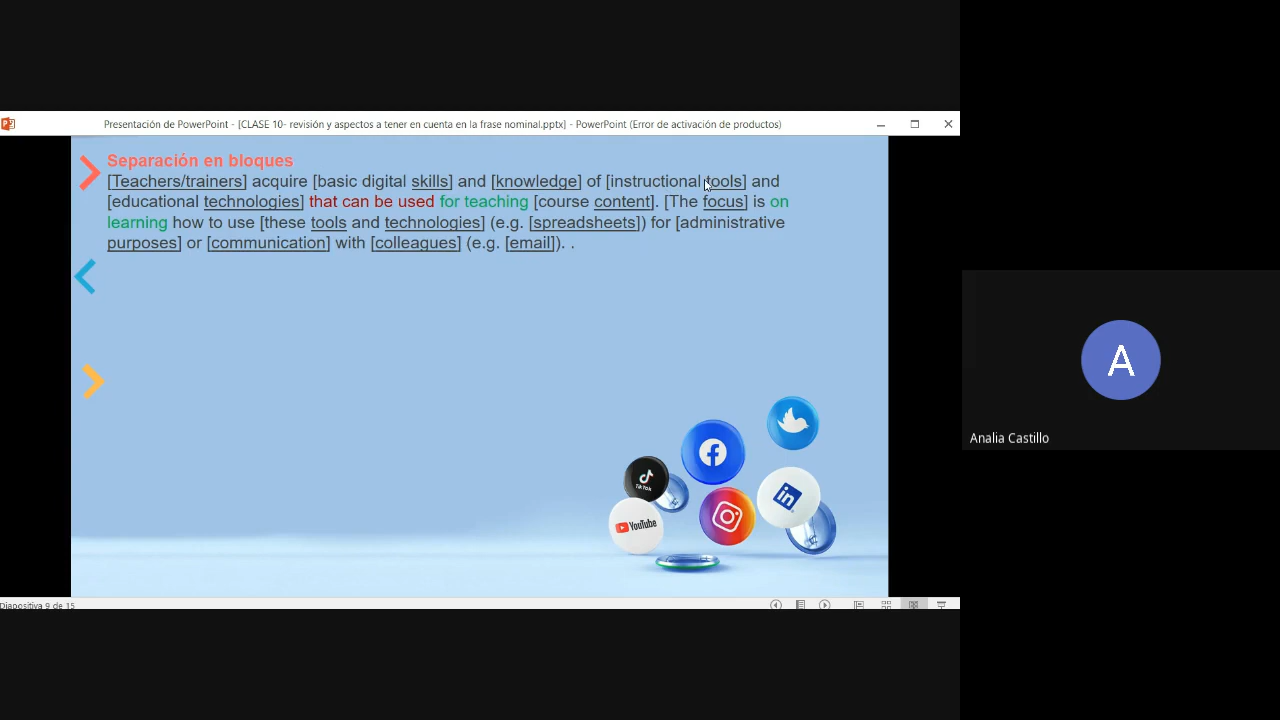 Presentación de PowerPoint - [CLASE 10- revisión y aspectos a tener en cuenta en la frase nominal.pptx] - PowerPoint (Error de activación de productos)
Separación en bloques
[Teachers/trainers] acquire [basic digital skills] and [knowledge] of [instructional tools] and
[educational technologies] that can be used for teaching [course content]. [The focus] is on
learning how to use [these tools and technologies] (e.g. [spreadsheets]) for [administrative
purposes] or [communication] with [colleagues] (e.g. [email]). .
TikTok
YouTube
in
A
Analia Castillo
Diapositiva 9 de 15